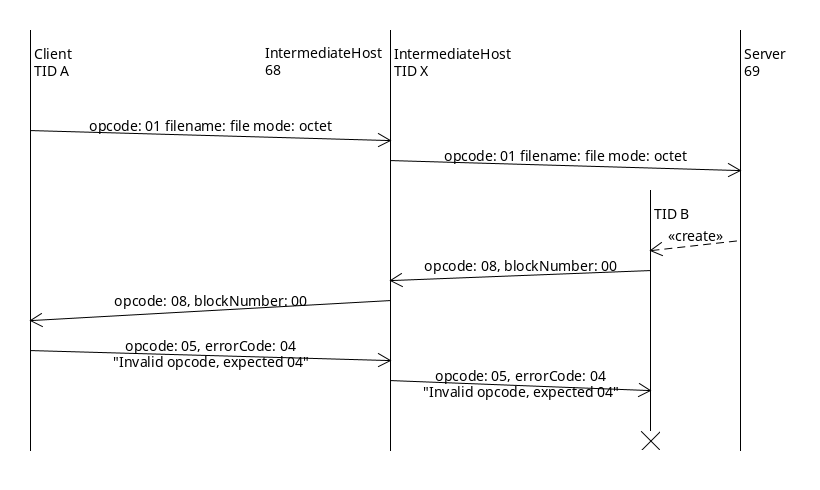 Client
TID A
IntermediateHost
68
IntermediateHost
TID X
Server
69
opcode: 01 filename: file mode: octet
opcode: 01 filename: file mode: octet
TID B
«create»
opcode: 08, blockNumber: 00
opcode: 08, blockNumber: 00
opcode: 05, errorCode: 04
"Invalid opcode, expected 04"
opcode: 05, errorCode: 04
"Invalid opcode, expected 04"